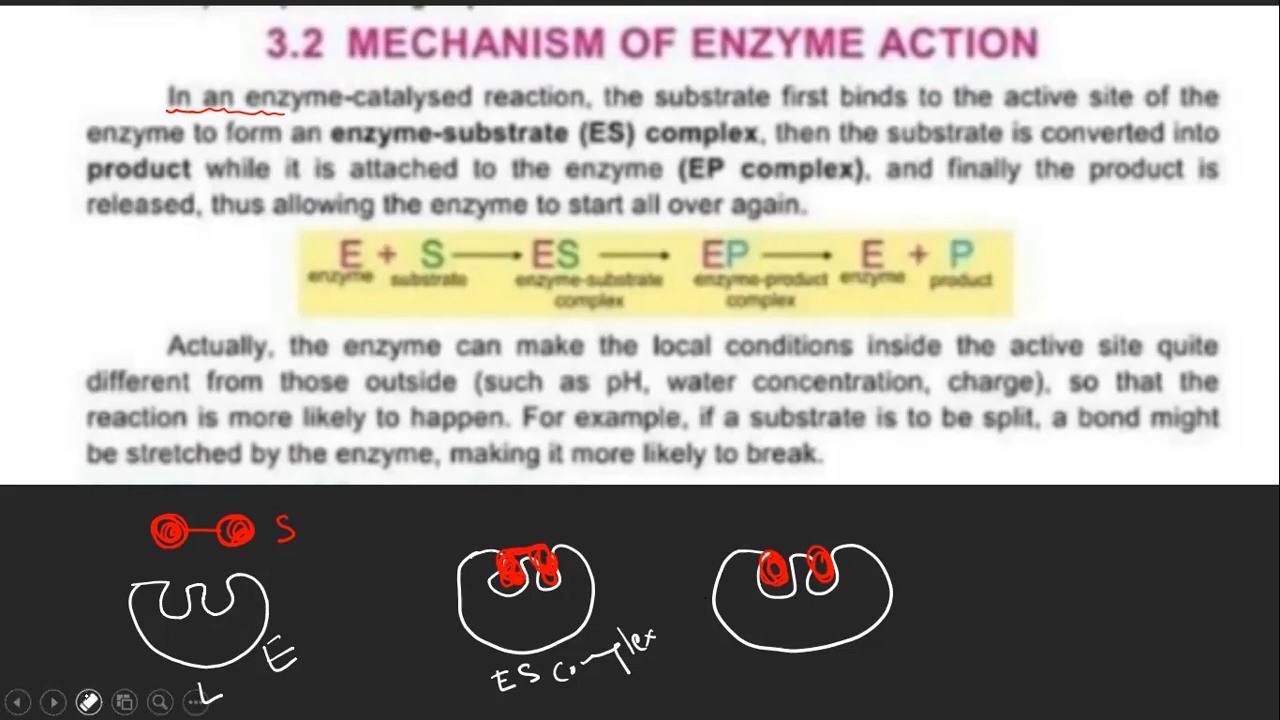 3.2 MECHANISM OF ENZYME ACTION
In an enzyme-catalysed reaction, the substrate first binds to the active site of the
enzyme to form an enzyme-substrate (ES) complex, then the substrate is converted into
product while it is attached to the enzyme (EP complex), and finally the product is
released, thus allowing the enzyme to start all over again.
E + S ES EP E + P
enzyme substrate enzyme-substrate complex enzyme-product complex enzyme product
Actually, the enzyme can make the local conditions inside the active site quite
different from those outside (such as pH, water concentration, charge), so that the
reaction is more likely to happen. For example, if a substrate is to be split, a bond might
be stretched by the enzyme, making it more likely to break.
S
E
ES complex